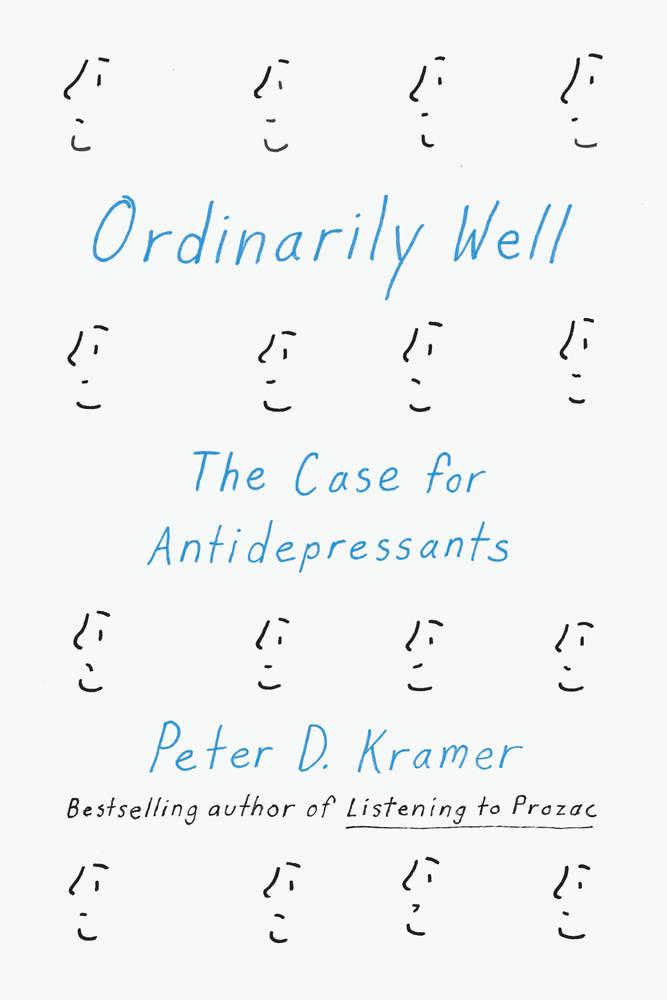 Ordinarily Well
The Case for
Antidepressants
Peter D. Kramer
Bestselling author of Listening to Prozac